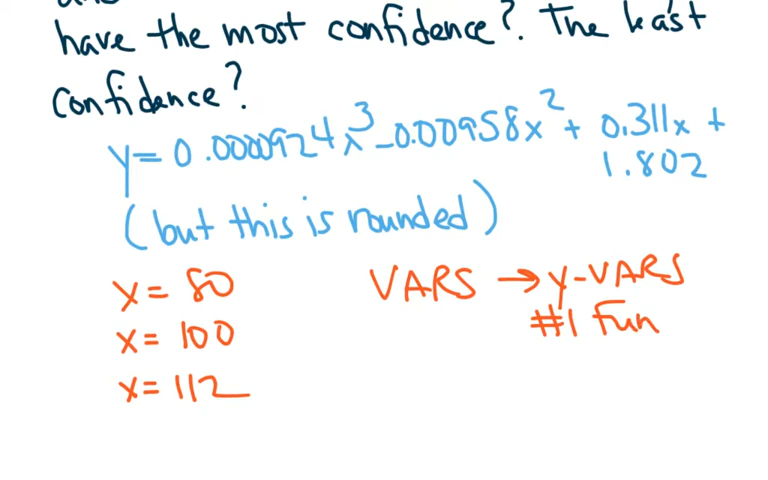 have the most confidence?. The least
confidence?
y = 0.0000924x³ - 0.00958x² + 0.311x +
1.802
(but this is rounded)
x = 80
VARS → y-VARS
#1 Fun
x = 100
x = 112